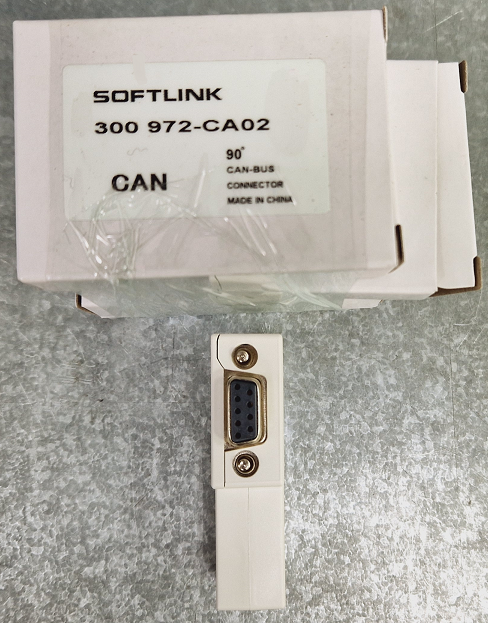 SOFTLINK
300 972-CA02
CAN
90°
CAN-BUS
CONNECTOR
MADE IN CHINA